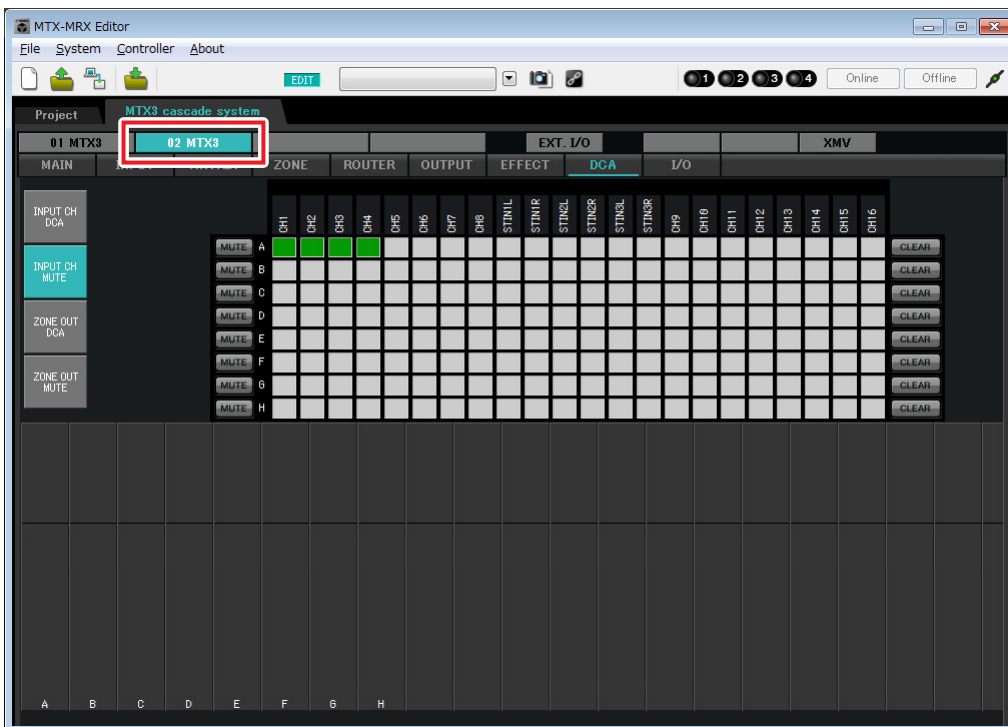 MTX-MRX Editor
File System Controller About
EDIT 1 2 3 4 Online Offline
Project MTX3 cascade system
01 MTX3 02 MTX3 EXT. I/O XMV
MAIN ZONE ROUTER OUTPUT EFFECT DCA I/O
INPUT CH
DCA
INPUT CH
MUTE
ZONE OUT
DCA
ZONE OUT
MUTE
CH1 CH2 CH3 CH4 CH5 CH6 CH7 CH8 STIN1L STIN1R STIN2L STIN2R STIN3L STIN3R CH9 CH10 CH11 CH12 CH13 CH14 CH15 CH16
MUTE A CLEAR
MUTE B CLEAR
MUTE C CLEAR
MUTE D CLEAR
MUTE E CLEAR
MUTE F CLEAR
MUTE G CLEAR
MUTE H CLEAR
A B C D E F G H